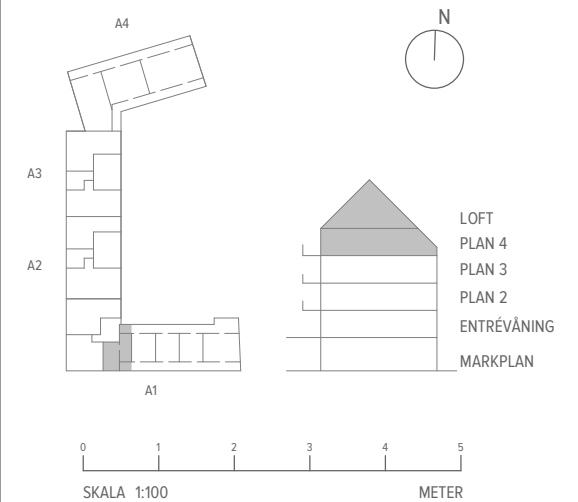 A4
N
A3
A2
A1
LOFT
PLAN 4
PLAN 3
PLAN 2
ENTRÉVÅNING
MARKPLAN
0 1 2 3 4 5
SKALA 1:100 METER